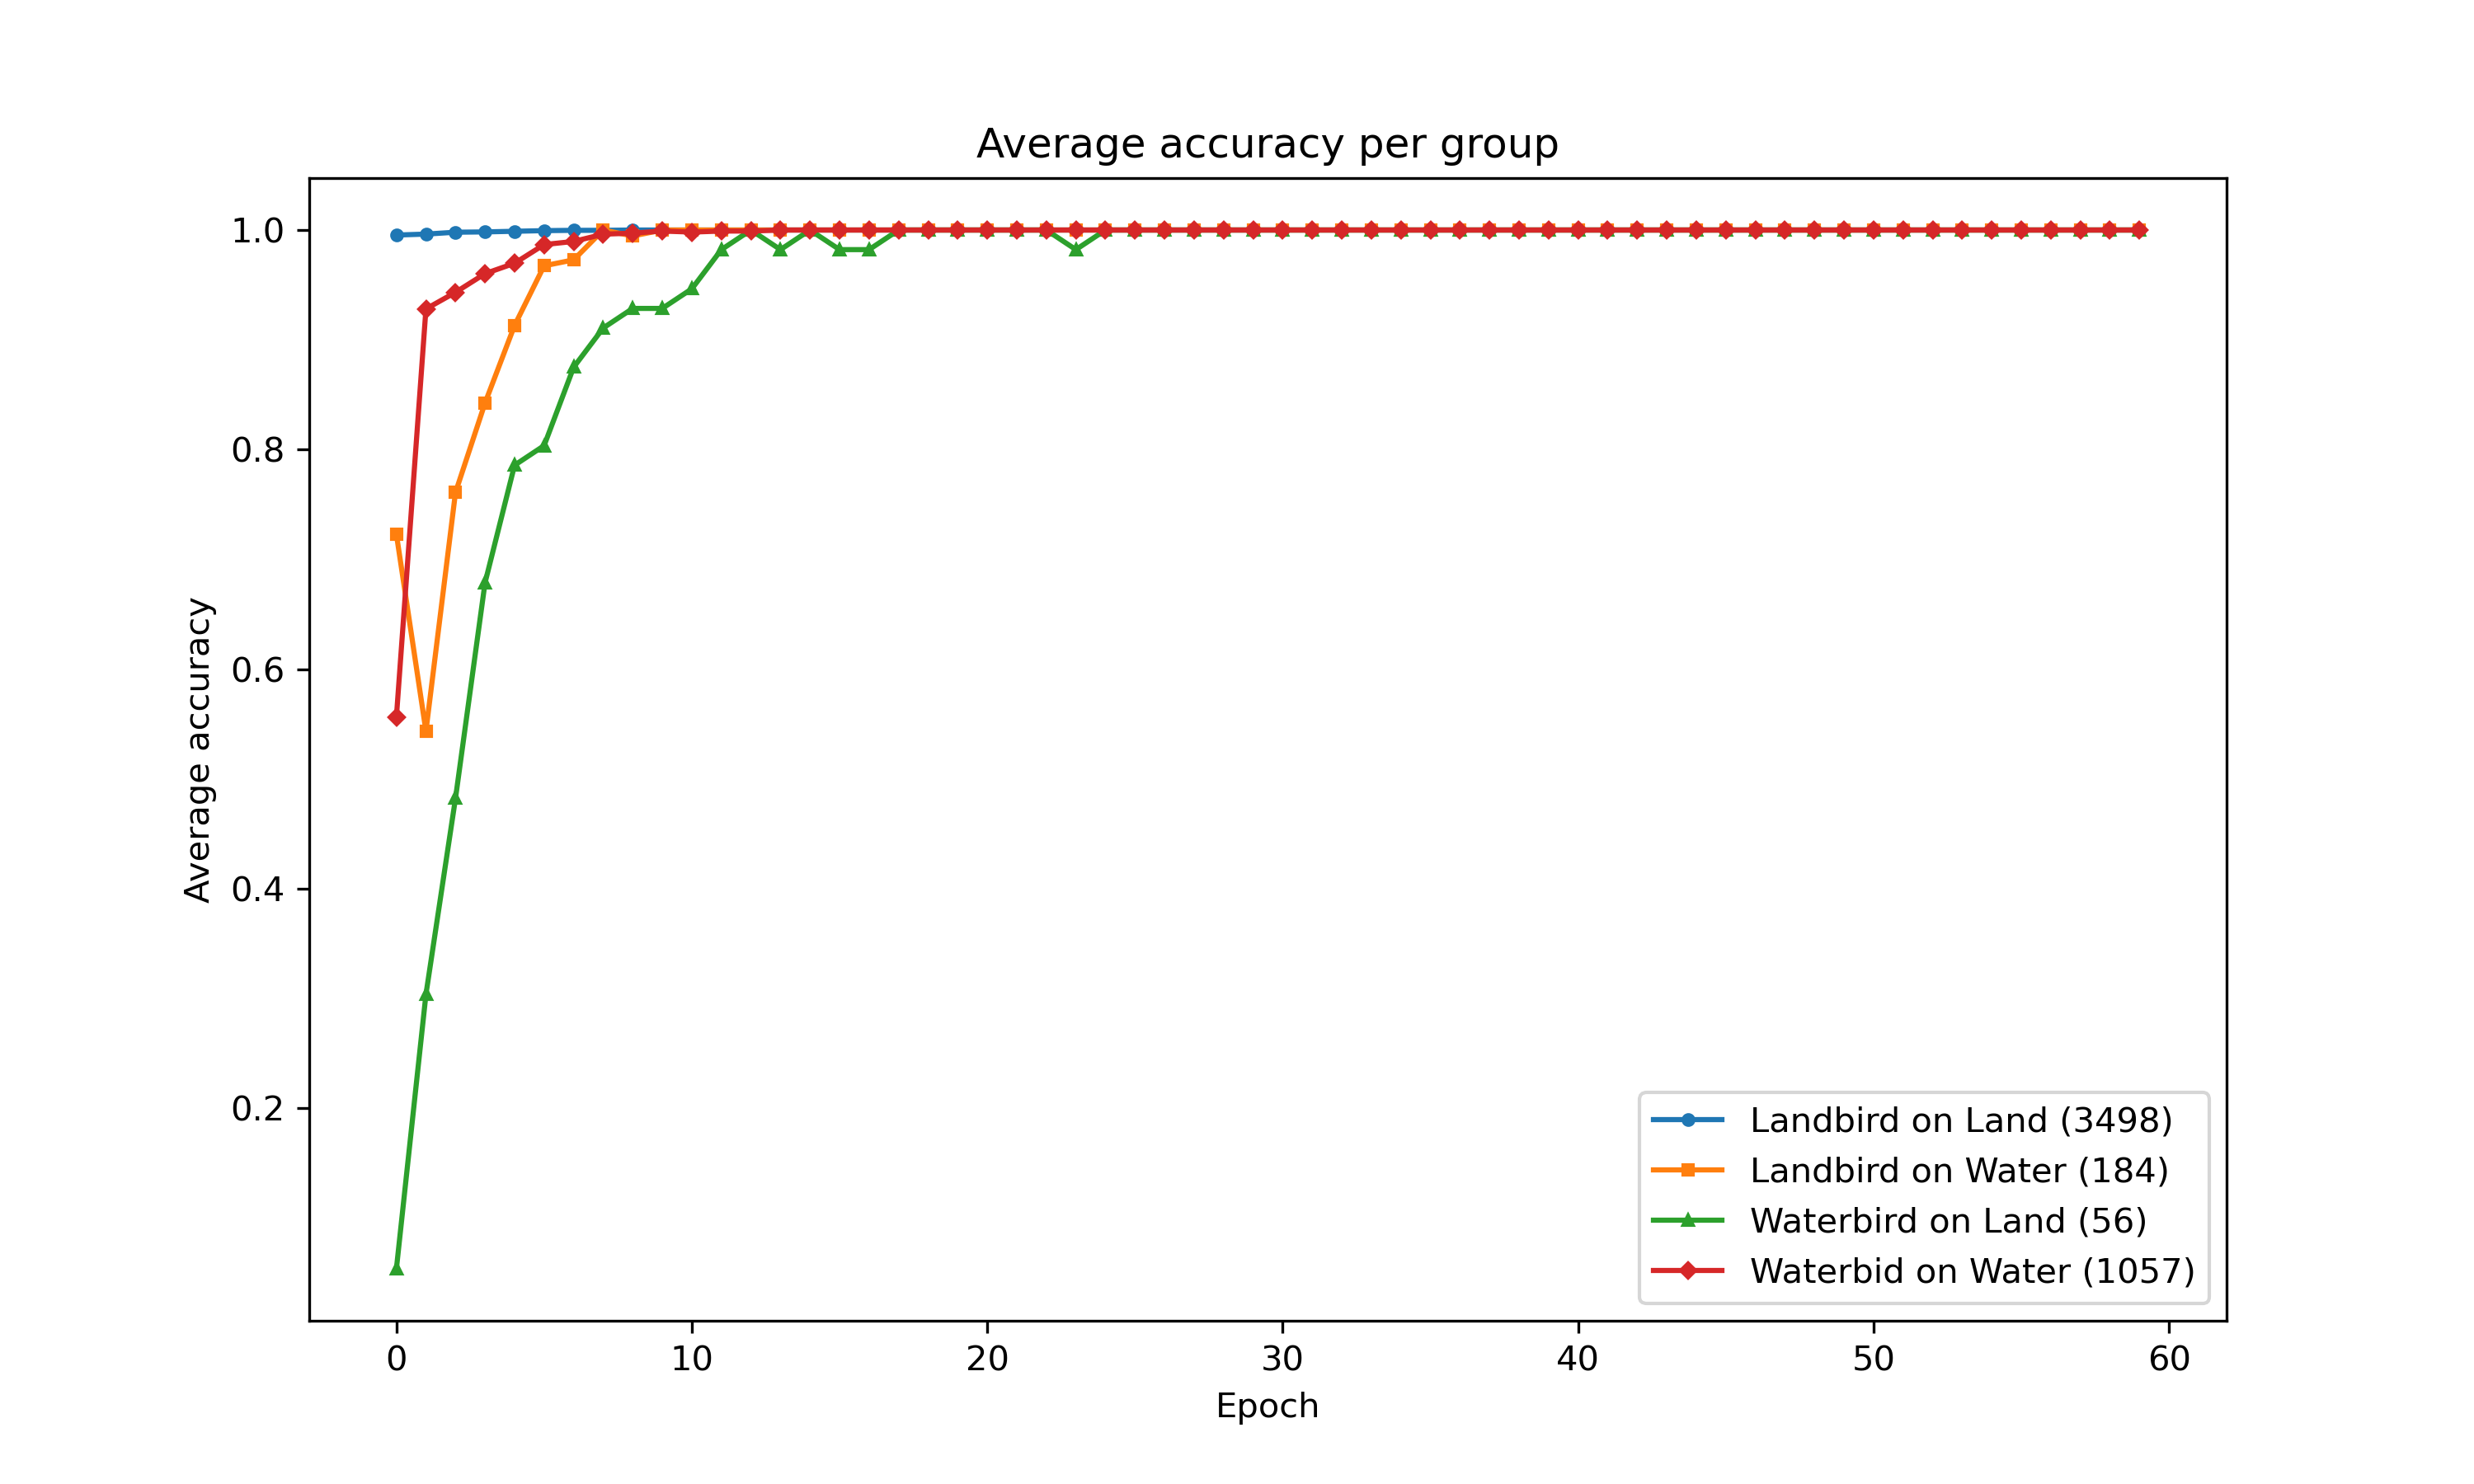 Average accuracy per group
1.0
0.8
0.6
0.4
0.2
Average accuracy
0 10 20 30 40 50 60
Epoch
Landbird on Land (3498)
Landbird on Water (184)
Waterbird on Land (56)
Waterbid on Water (1057)